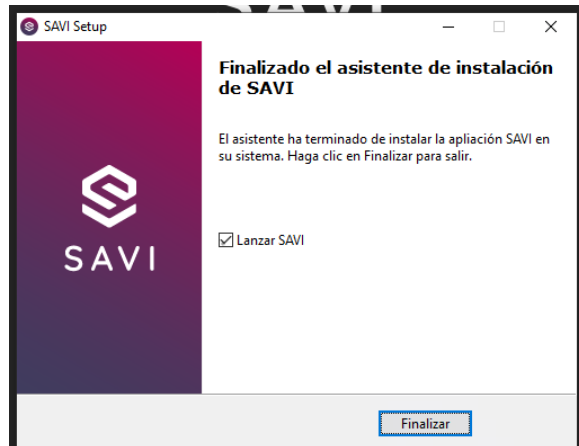 SAVI
SAVI Setup
Finalizado el asistente de instalación
de SAVI
El asistente ha terminado de instalar la apliación SAVI en
su sistema. Haga clic en Finalizar para salir.
SAVI
Lanzar SAVI
Finalizar